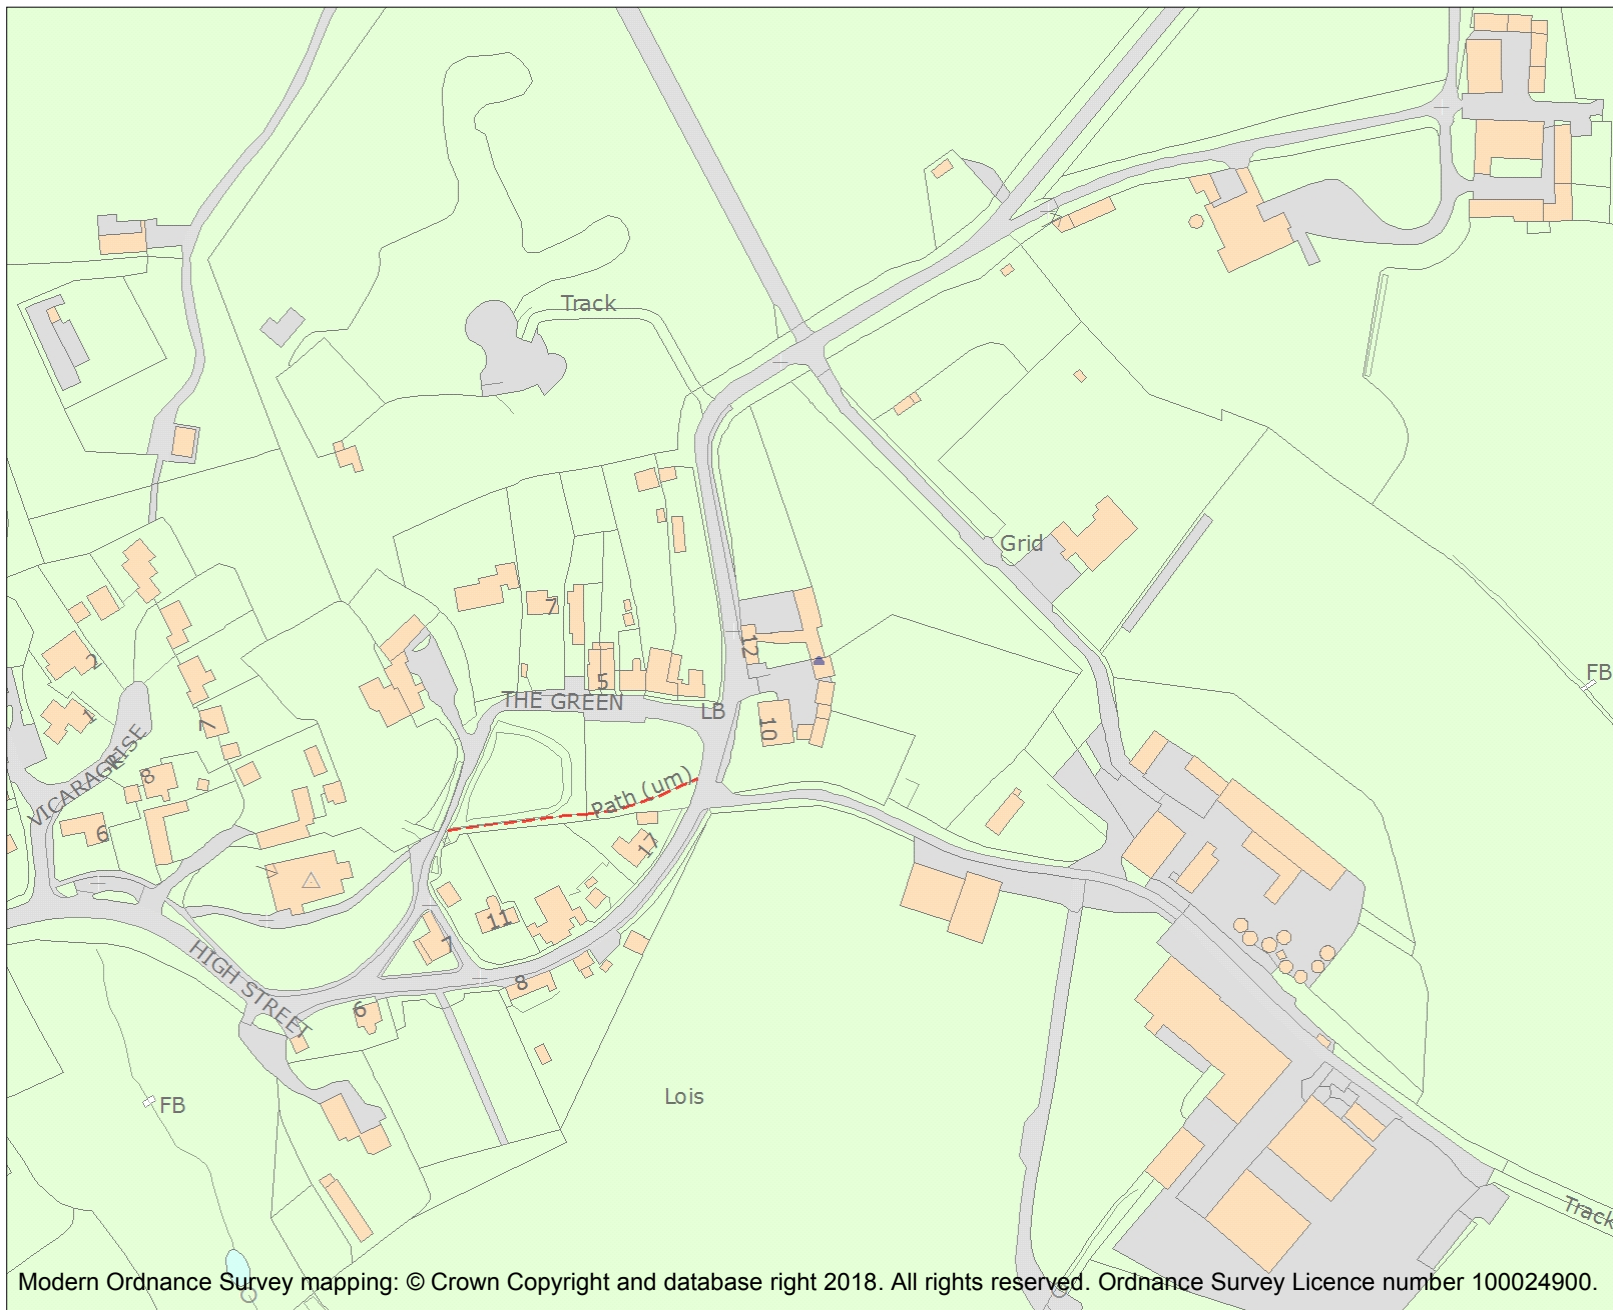 Track
Grid
7
12
2
5
FB
THE GREEN
1
LB
7
10
VICARAGE RISE
8
Path (um)
6
17
11
7
HIGH STREET
8
6
Lois
FB
Track
Modern Ordnance Survey mapping: © Crown Copyright and database right 2018. All rights reserved. Ordnance Survey Licence number 100024900.